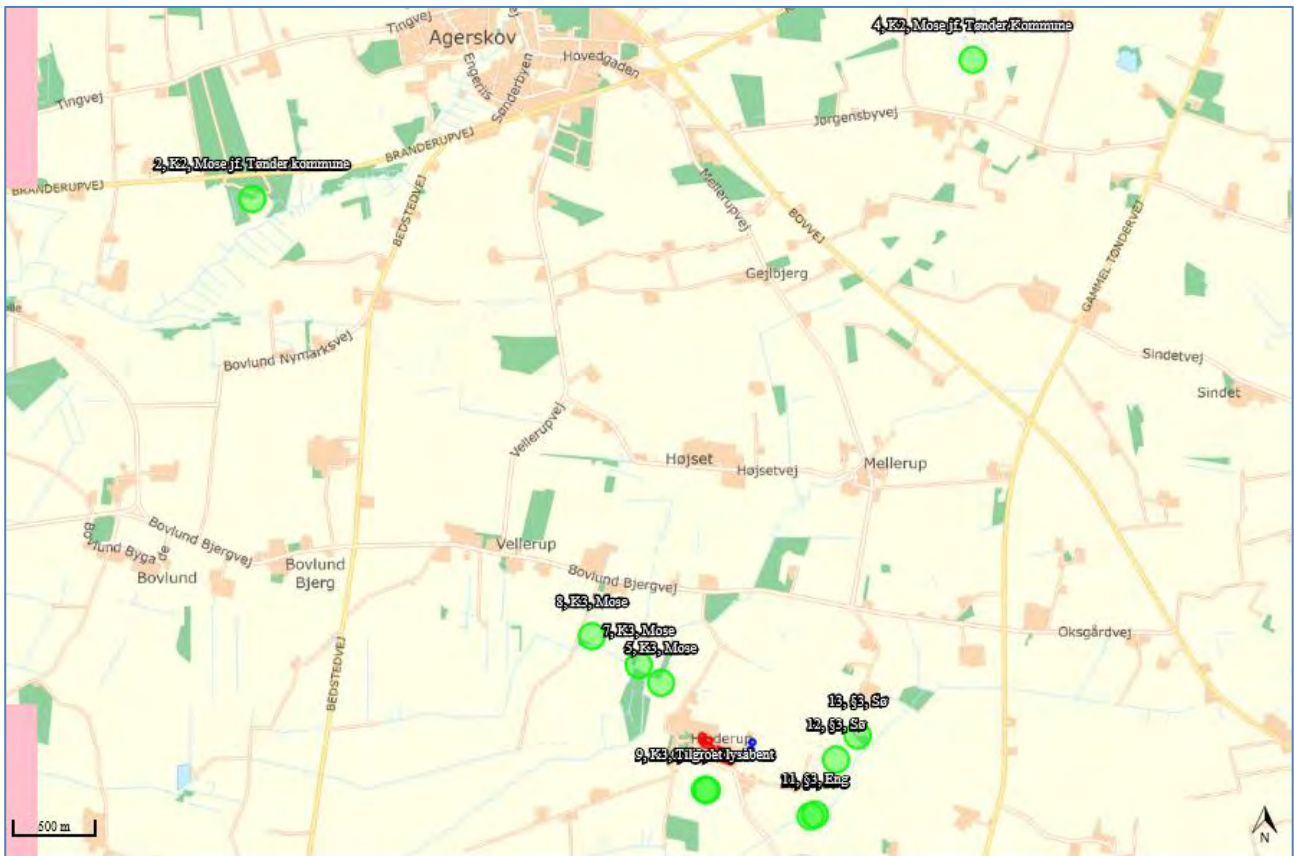 Tingvej
Agerskov
4, K2, Mose jf. Tønder Kommune
Hovedgaden
Engertis
Sønderbyen
Tingvej
Jørgensbyvej
BRANDERUPVEJ
2, K2, Mose jf. Tønder kommune
BRANDERUPVEJ
Mellerupvej
BEDSTEDVEJ
BOVVEJ
GAMMEL TØNDERVEJ
Gejlbjerg
Bovlund Nymarksvej
Sindetvej
Sindet
Vellerupvej
Højset
Højsetvej
Mellerup
Bovlund Bjergvej
Bovlund Bygade
Bovlund
Bovlund
Bjerg
Vellerup
Bovlund Bjergvej
8, K3, Mose
7, K3, Mose
5, K3, Mose
Oksgårdvej
BEDSTEDVEJ
13, §3, Sø
12, §3, Sø
9, K3, Tilgroet lysåbent
11, §3, Eng
500 m
N